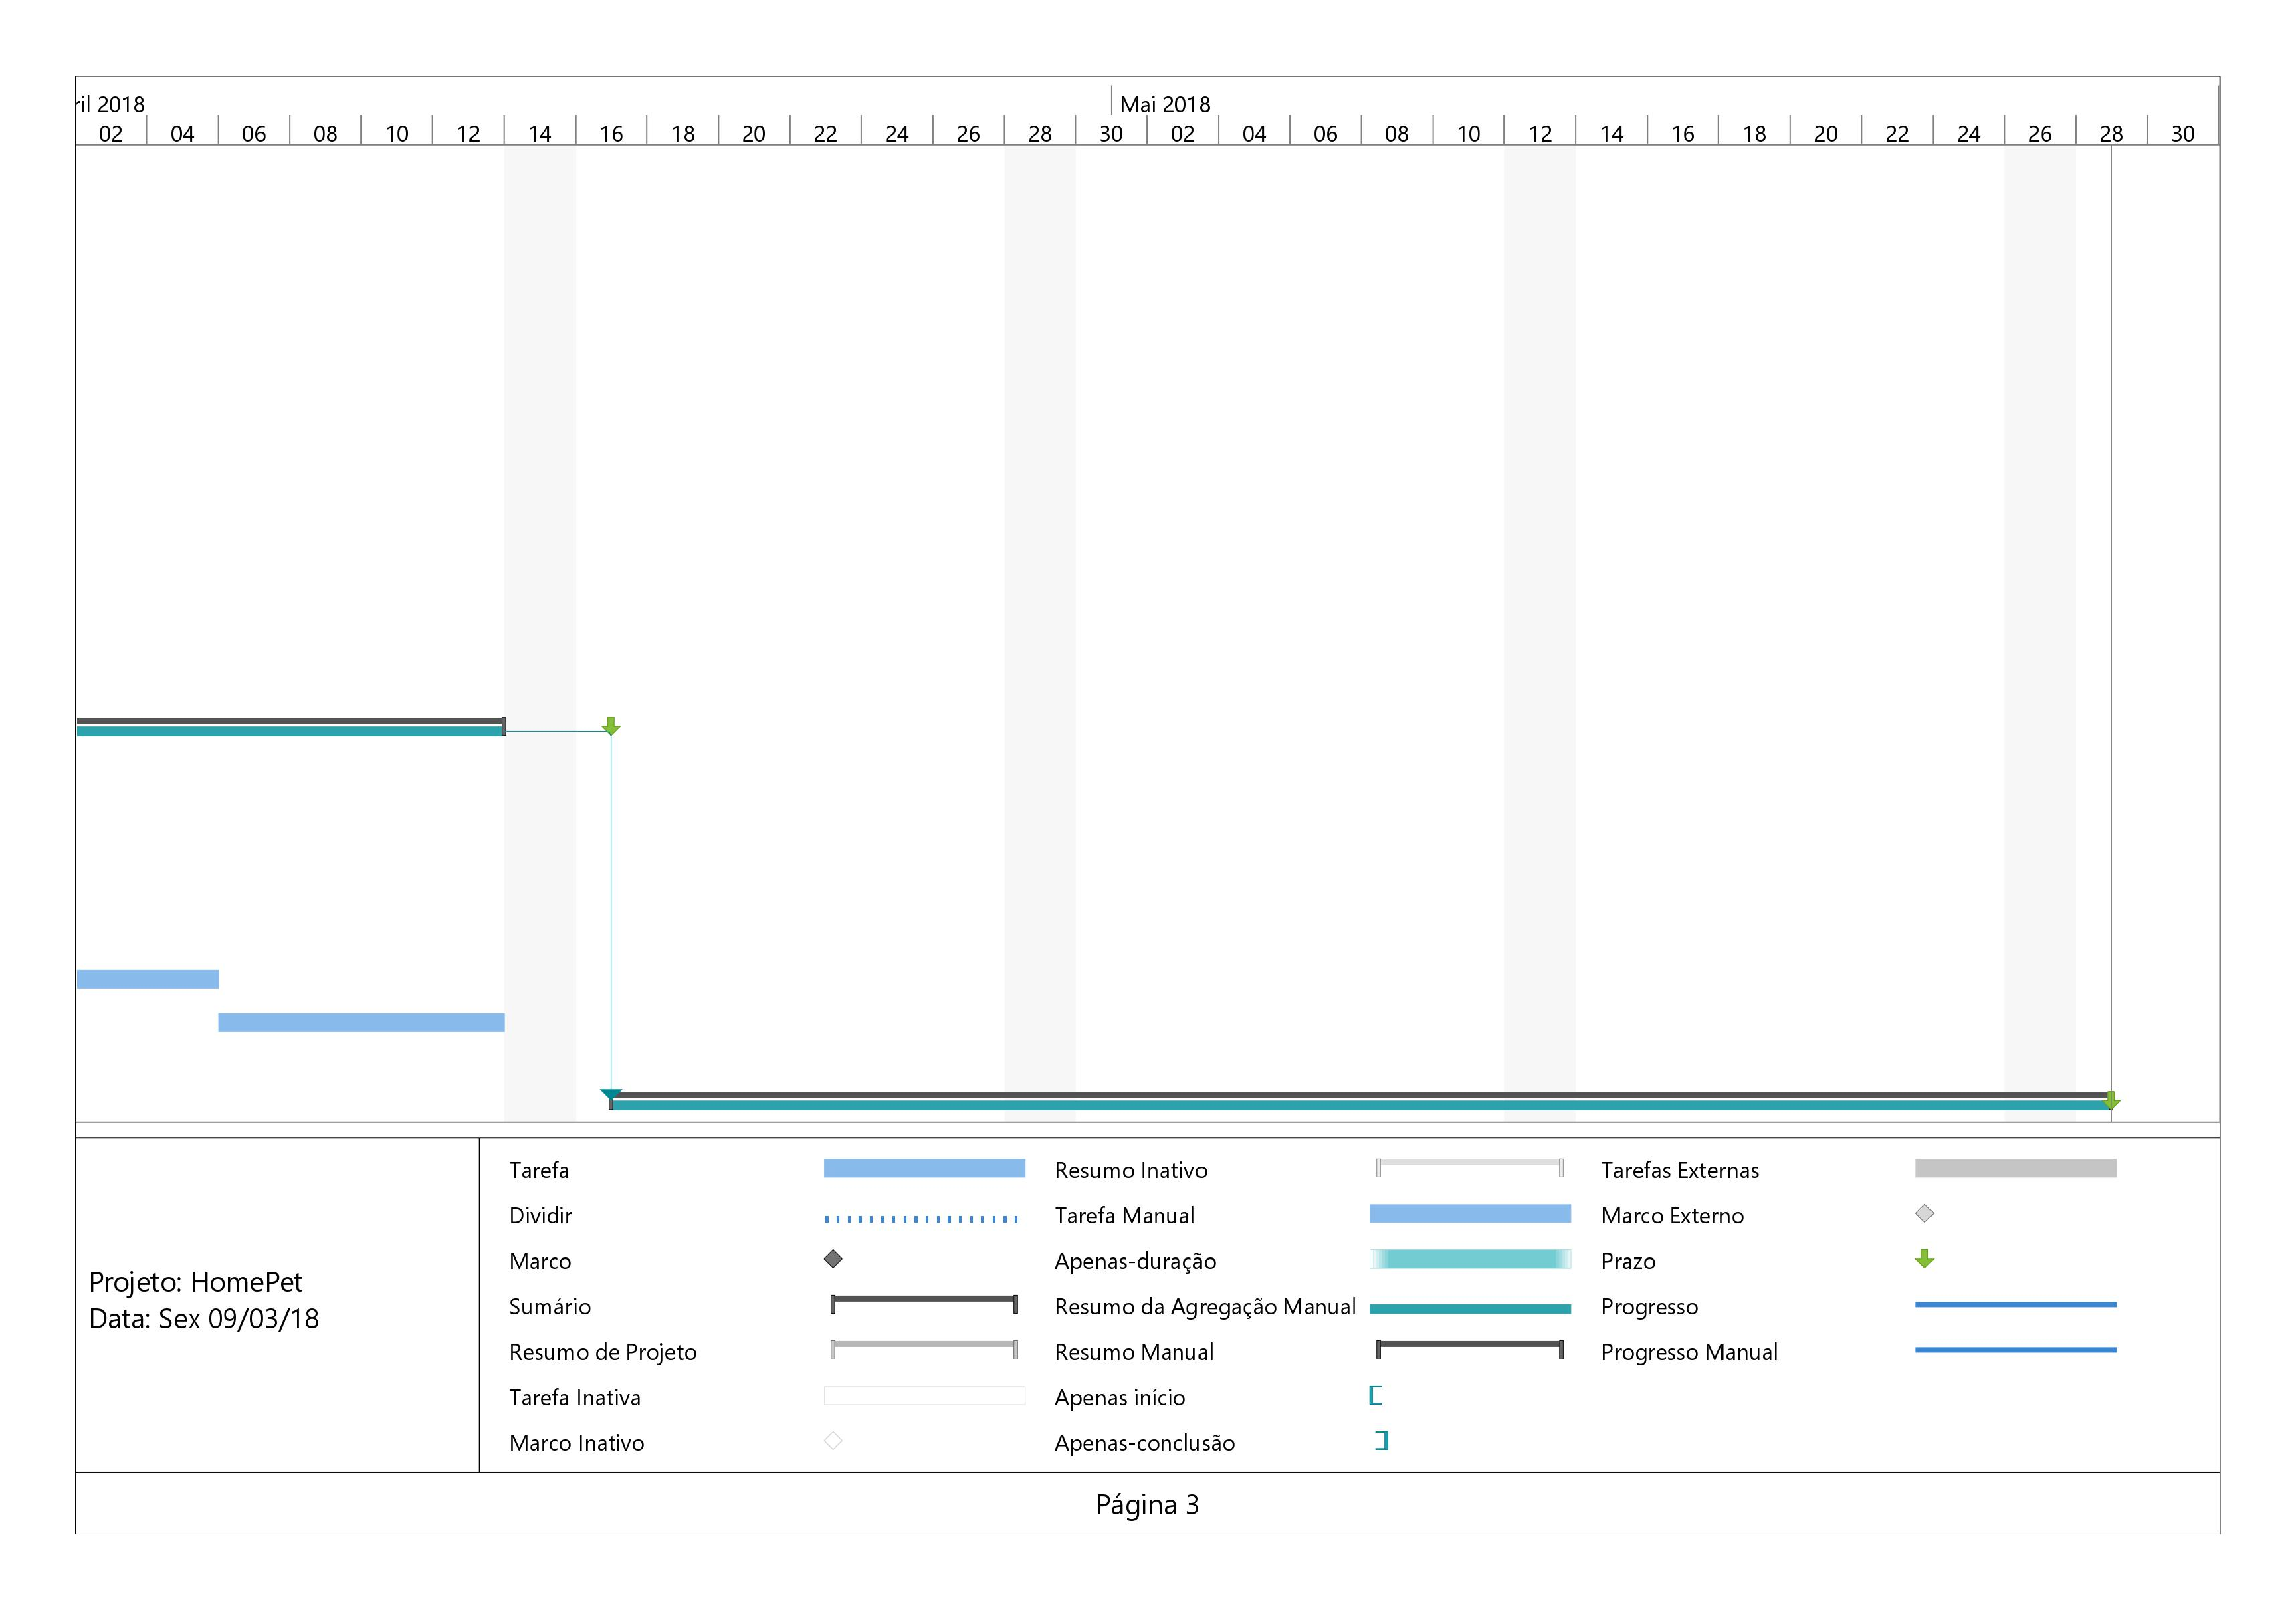 ril 2018
Mai 2018
02 04 06 08 10 12 14 16 18 20 22 24 26 28 30 02 04 06 08 10 12 14 16 18 20 22 24 26 28 30
Projeto: HomePet
Data: Sex 09/03/18
Tarefa
Dividir
Marco
Sumário
Resumo de Projeto
Tarefa Inativa
Marco Inativo
Resumo Inativo
Tarefa Manual
Apenas-duração
Resumo da Agregação Manual
Resumo Manual
Apenas início
Apenas-conclusão
Tarefas Externas
Marco Externo
Prazo
Progresso
Progresso Manual
Página 3